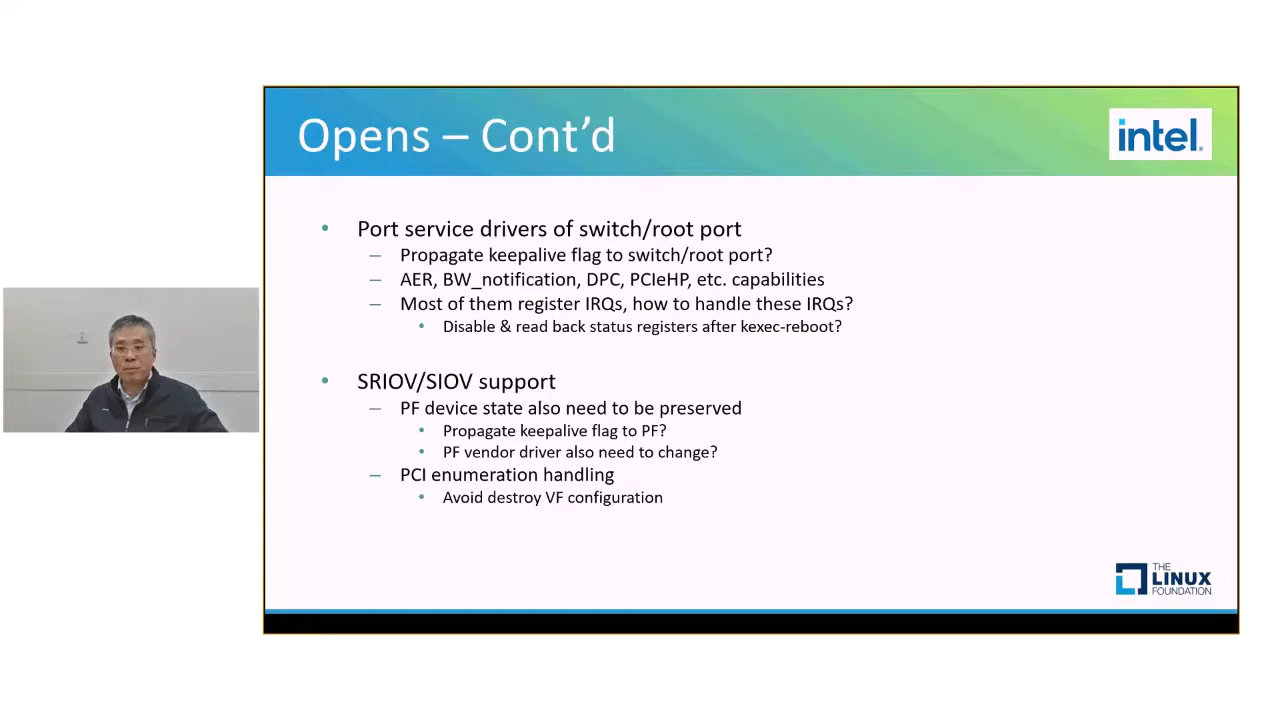 Opens – Cont’d
intel.
• Port service drivers of switch/root port
– Propagate keepalive flag to switch/root port?
– AER, BW_notification, DPC, PCIeHP, etc. capabilities
– Most of them register IRQs, how to handle these IRQs?
• Disable & read back status registers after kexec-reboot?
• SRIOV/SIOV support
– PF device state also need to be preserved
• Propagate keepalive flag to PF?
• PF vendor driver also need to change?
– PCI enumeration handling
• Avoid destroy VF configuration
THE
LINUX
FOUNDATION